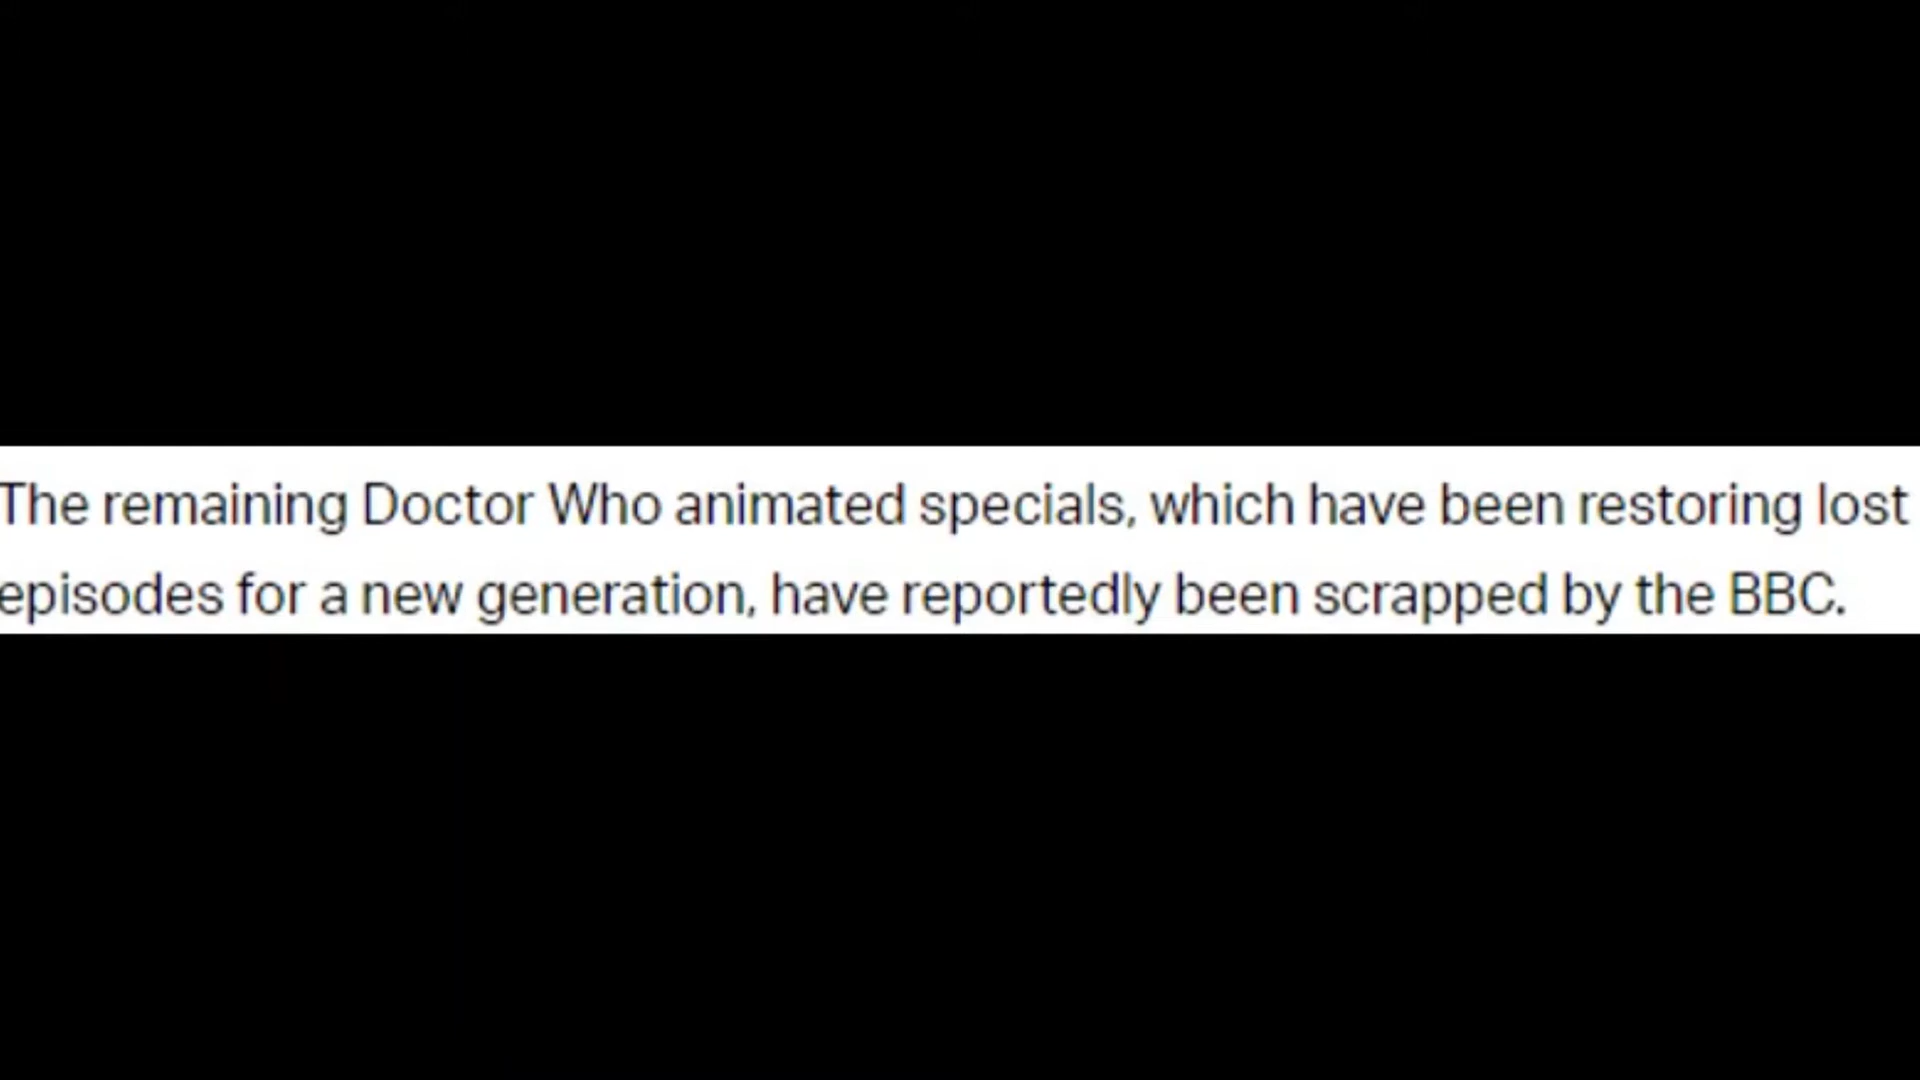 The remaining Doctor Who animated specials, which have been restoring lost
episodes for a new generation, have reportedly been scrapped by the BBC.